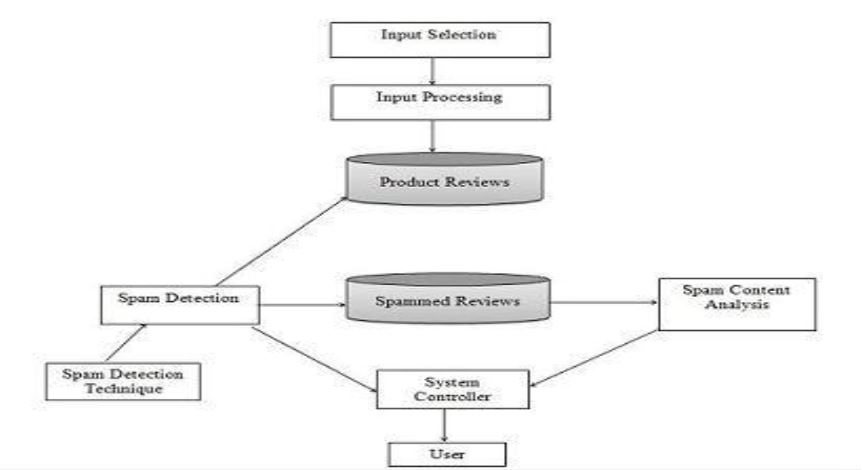 Input Selection
Input Processing
Product Reviews
Spam Detection
Spammed Reviews
Spam Content
Analysis
Spam Detection
Technique
System
Controller
User